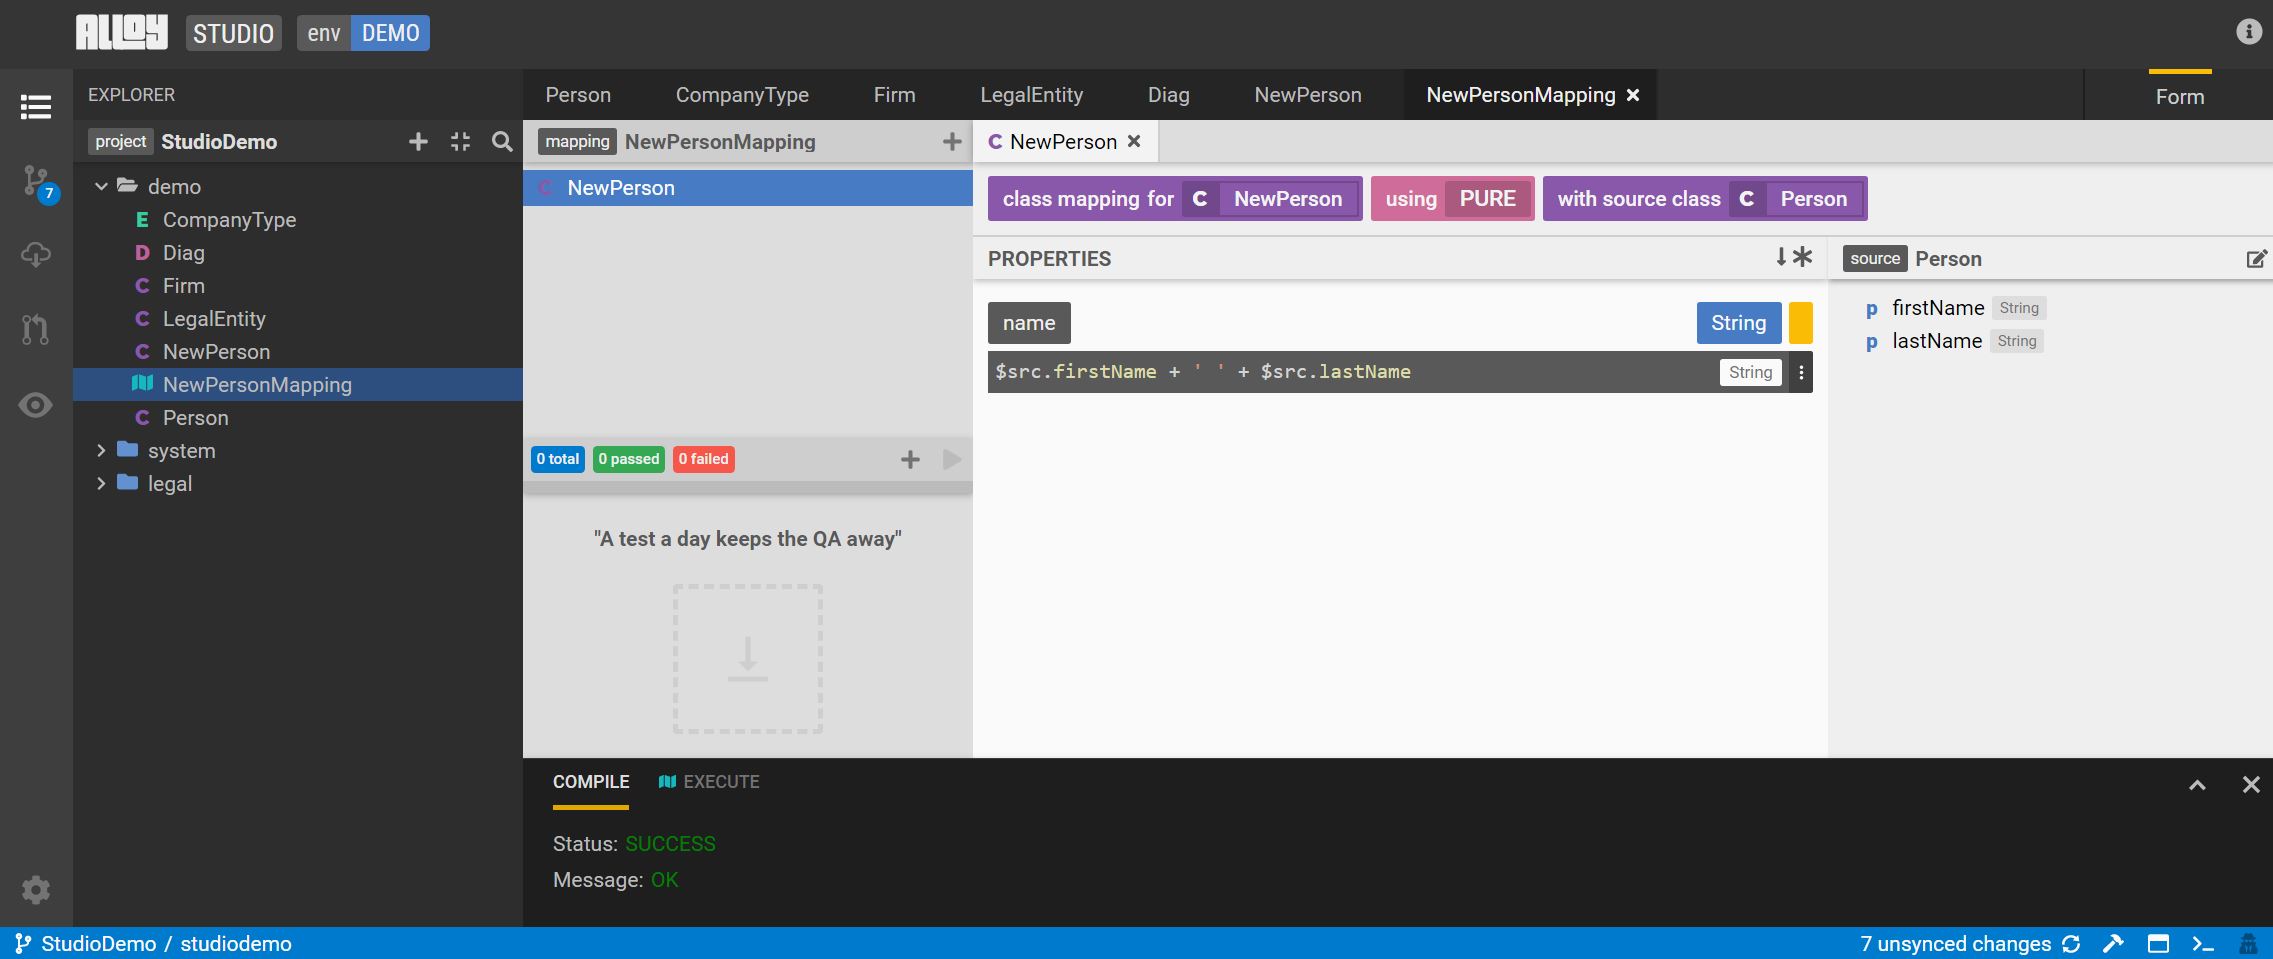 ALLOY STUDIO env DEMO
EXPLORER
Person CompanyType Firm LegalEntity Diag NewPerson NewPersonMapping Form
project StudioDemo
demo
E CompanyType
D Diag
C Firm
C LegalEntity
C NewPerson
NewPersonMapping
C Person
system
legal
7
mapping NewPersonMapping
C NewPerson
0 total 0 passed 0 failed
"A test a day keeps the QA away"
C NewPerson
class mapping for C NewPerson using PURE with source class C Person
PROPERTIES
name String
$src.firstName + ' ' + $src.lastName String
source Person
p firstName String
p lastName String
COMPILE EXECUTE
Status: SUCCESS
Message: OK
StudioDemo / studiodemo 7 unsynced changes